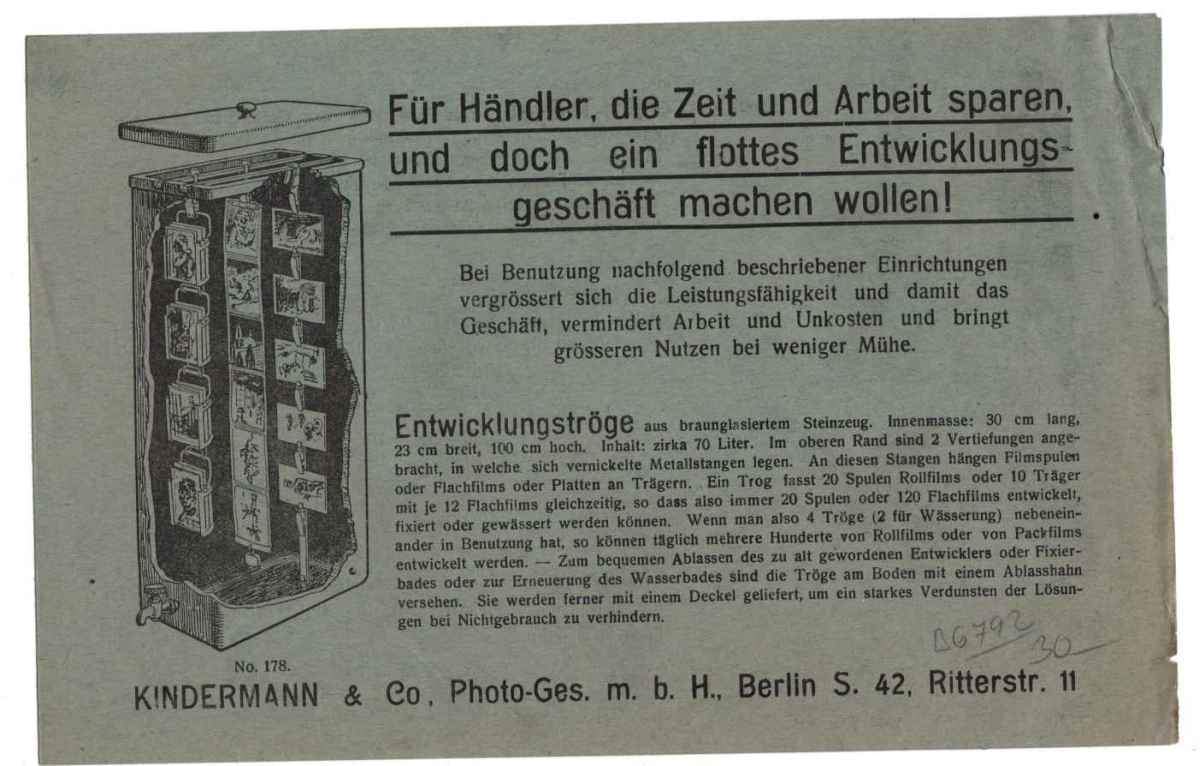 Für Händler, die Zeit und Arbeit sparen,
und doch ein flottes Entwicklungs-
geschäft machen wollen!
Bei Benutzung nachfolgend beschriebener Einrichtungen
vergrössert sich die Leistungsfähigkeit und damit das
Geschäft, vermindert Arbeit und Unkosten und bringt
grösseren Nutzen bei weniger Mühe.
Entwicklungströge aus braunglasiertem Steinzeug. Innenmasse: 30 cm lang,
23 cm breit, 100 cm hoch. Inhalt: zirka 70 Liter. Im oberen Rand sind 2 Vertiefungen ange-
bracht, in welche sich vernickelte Metallstangen legen. An diesen Stangen hängen Filmspulen
oder Flachfilms oder Platten an Trägern. Ein Trog fasst 20 Spulen Rollfilms oder 10 Träger
mit je 12 Flachfilms gleichzeitig, so dass also immer 20 Spulen oder 120 Flachfilms entwickelt,
fixiert oder gewässert werden können. Wenn man also 4 Tröge (2 für Wässerung) nebenein-
ander in Benutzung hat, so können täglich mehrere Hunderte von Rollfilms oder von Packfilms
entwickelt werden. — Zum bequemen Ablassen des zu alt gewordenen Entwicklers oder Fixier-
bades oder zur Erneuerung des Wasserbades sind die Tröge am Boden mit einem Ablasshahn
versehen. Sie werden ferner mit einem Deckel geliefert, um ein starkes Verdunsten der Lösun-
gen bei Nichtgebrauch zu verhindern.
B6792
30—
No. 178.
KINDERMANN & Co, Photo-Ges. m. b. H., Berlin S. 42, Ritterstr. 11